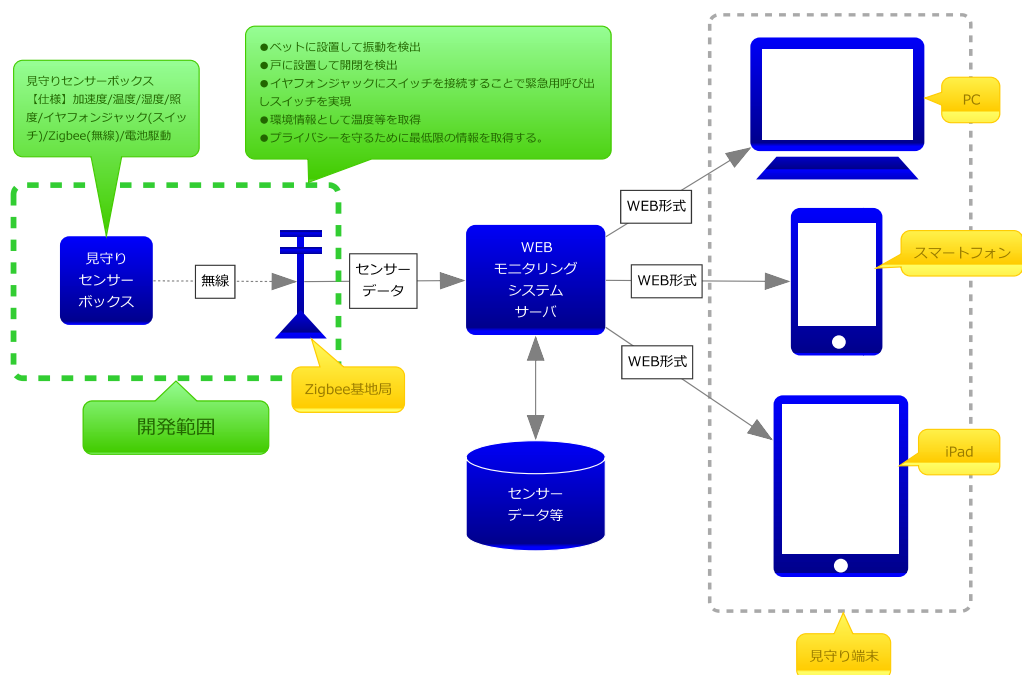 見守りセンサーボックス
【仕様】加速度/温度/湿度/照
度/イヤフォンジャック(スイッ
チ)/Zigbee(無線)/電池駆動
●ベットに設置して振動を検出
●戸に設置して開閉を検出
●イヤフォンジャックにスイッチを接続することで緊急用呼び出
しスイッチを実現
●環境情報として温度等を取得
●プライバシーを守るために最低限の情報を取得する。
見守り
センサー
ボックス
無線
センサー
データ
WEB
モニタリング
システム
サーバ
WEB形式
WEB形式
WEB形式
PC
スマートフォン
iPad
Zigbee基地局
開発範囲
センサー
データ等
見守り端末